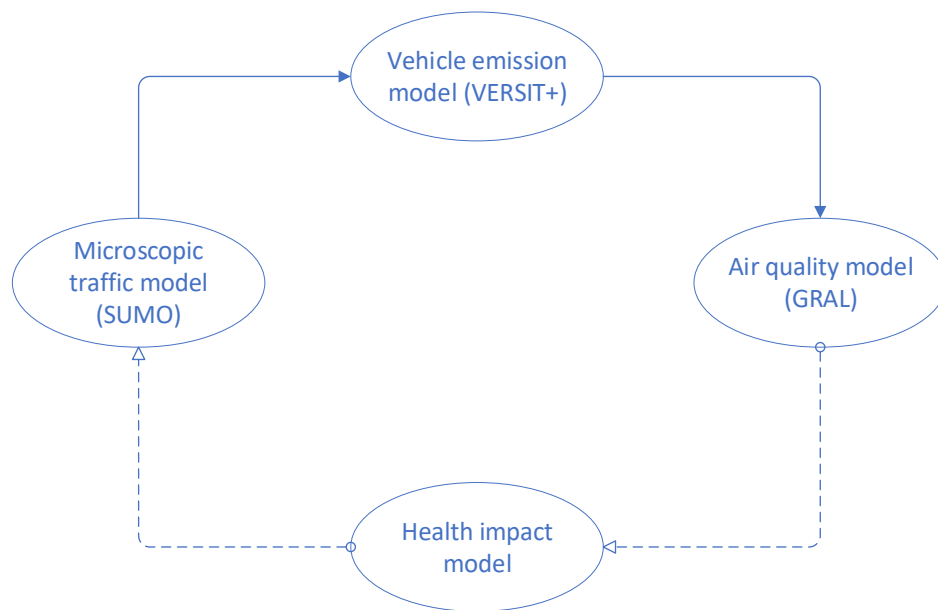 Vehicle emission
model (VERSIT+)
Microscopic
traffic model
(SUMO)
Air quality model
(GRAL)
Health impact
model